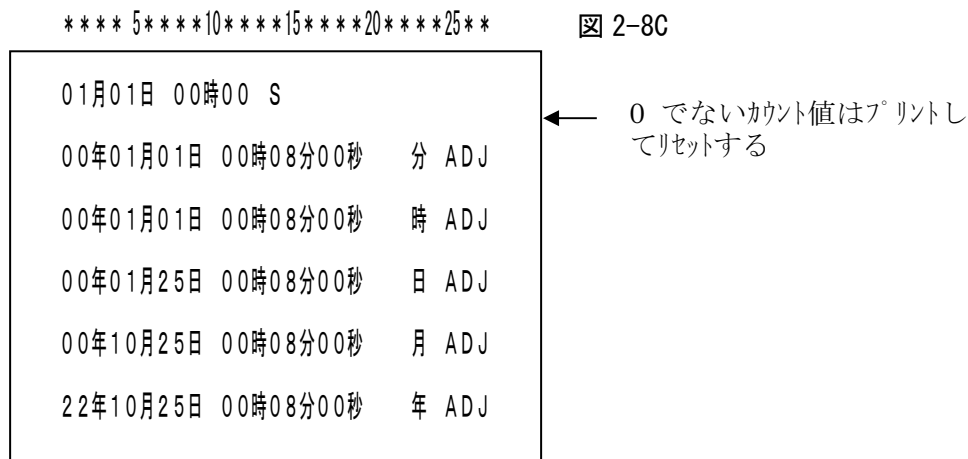 ＊＊＊＊ 5＊＊＊＊10＊＊＊＊15＊＊＊＊20＊＊＊＊25＊＊
図 2-8C
01月01日 00時00 S
0 でないｶｳﾝﾄ値はﾌﾟﾘﾝﾄし
てﾘｾｯﾄする
00年01月01日 00時08分00秒 分 ADJ
00年01月01日 00時08分00秒 時 ADJ
00年01月25日 00時08分00秒 日 ADJ
00年10月25日 00時08分00秒 月 ADJ
22年10月25日 00時08分00秒 年 ADJ